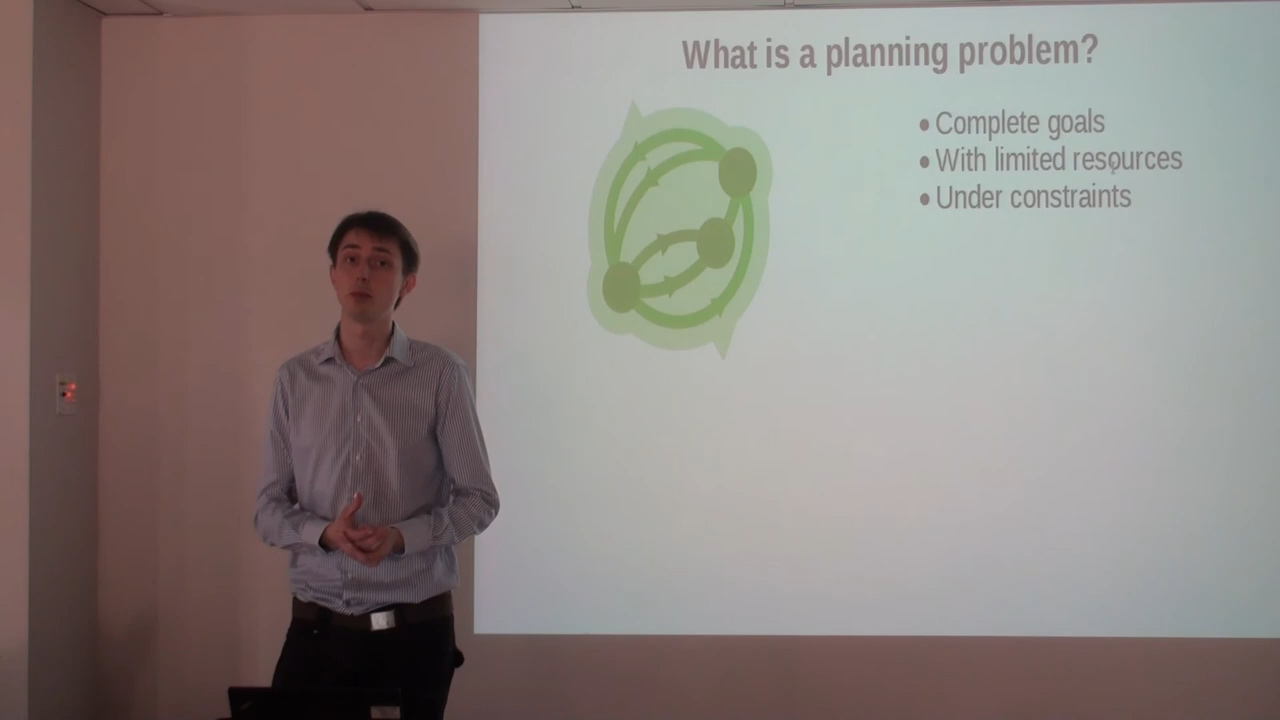 What is a planning problem?
• Complete goals
• With limited resources
• Under constraints